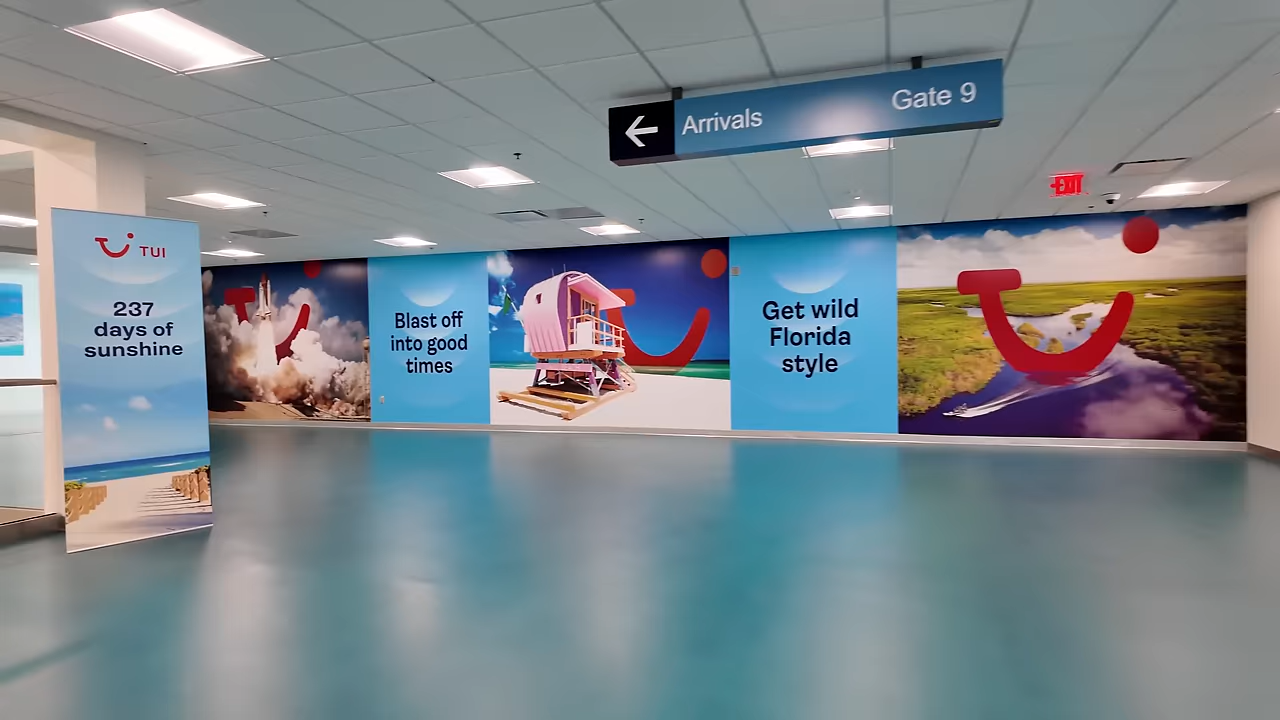 Arrivals
Gate 9
EXIT
TUI
237
days of
sunshine
Blast off
into good
times
Get wild
Florida
style